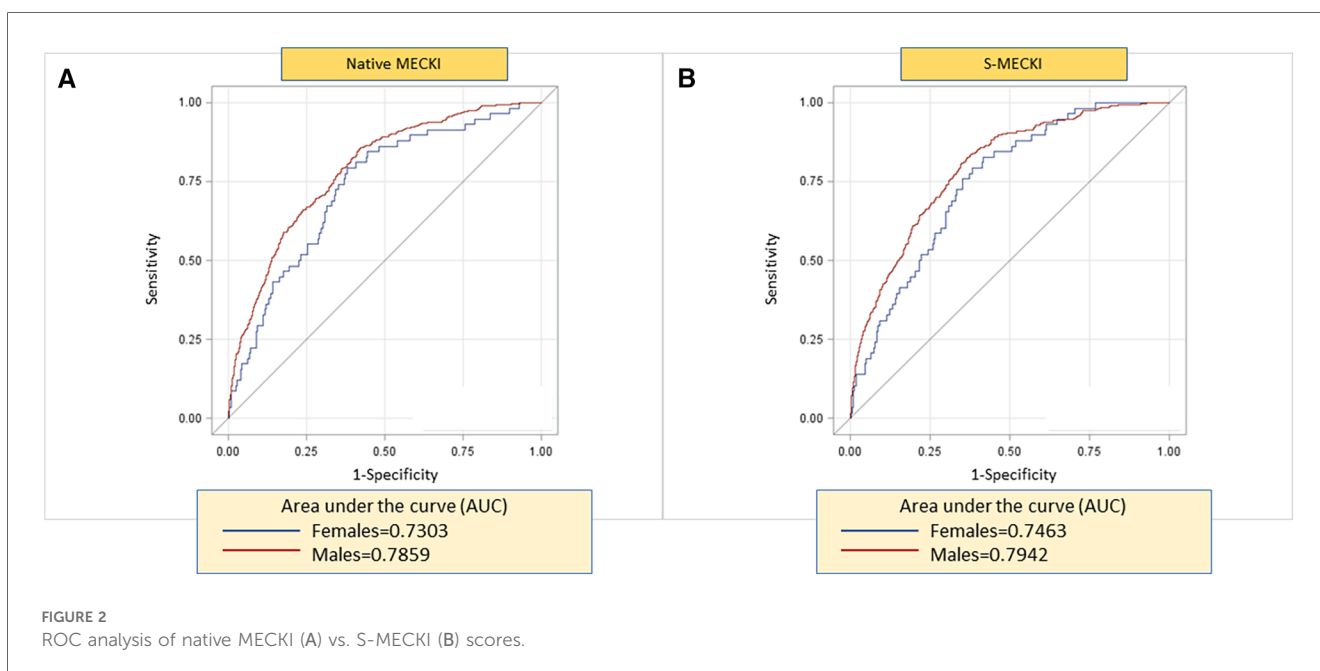 A
Native MECKI
1.00
0.75
0.50
0.25
0.00
Sensitivity
0.00 0.25 0.50 0.75 1.00
1-Specificity
Area under the curve (AUC)
Females=0.7303
Males=0.7859
B
S-MECKI
1.00
0.75
0.50
0.25
0.00
Sensitivity
0.00 0.25 0.50 0.75 1.00
1-Specificity
Area under the curve (AUC)
Females=0.7463
Males=0.7942
FIGURE 2
ROC analysis of native MECKI (A) vs. S-MECKI (B) scores.